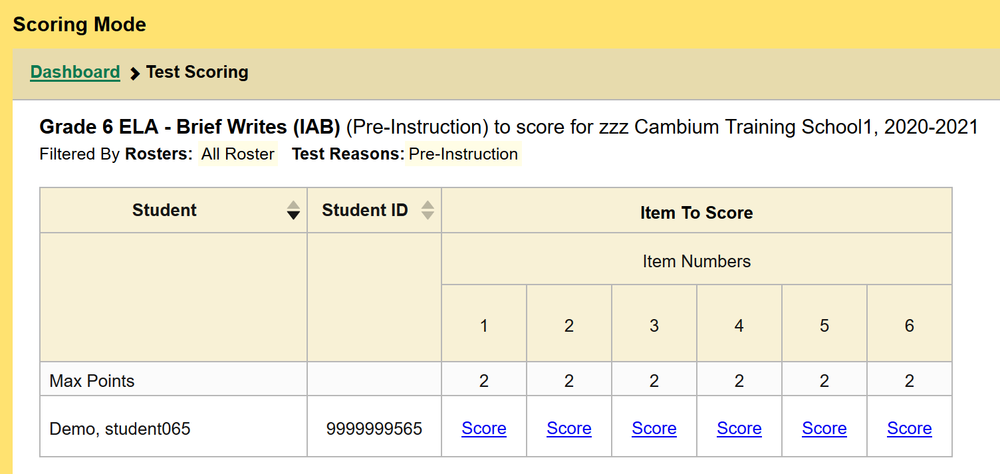 Scoring Mode
Dashboard > Test Scoring
Grade 6 ELA - Brief Writes (IAB) (Pre-Instruction) to score for zzz Cambium Training School1, 2020-2021
Filtered By Rosters: All Roster Test Reasons: Pre-Instruction
Student Student ID Item To Score
Item Numbers
1 2 3 4 5 6
Max Points 2 2 2 2 2 2
Demo, student065 9999999565 Score Score Score Score Score Score